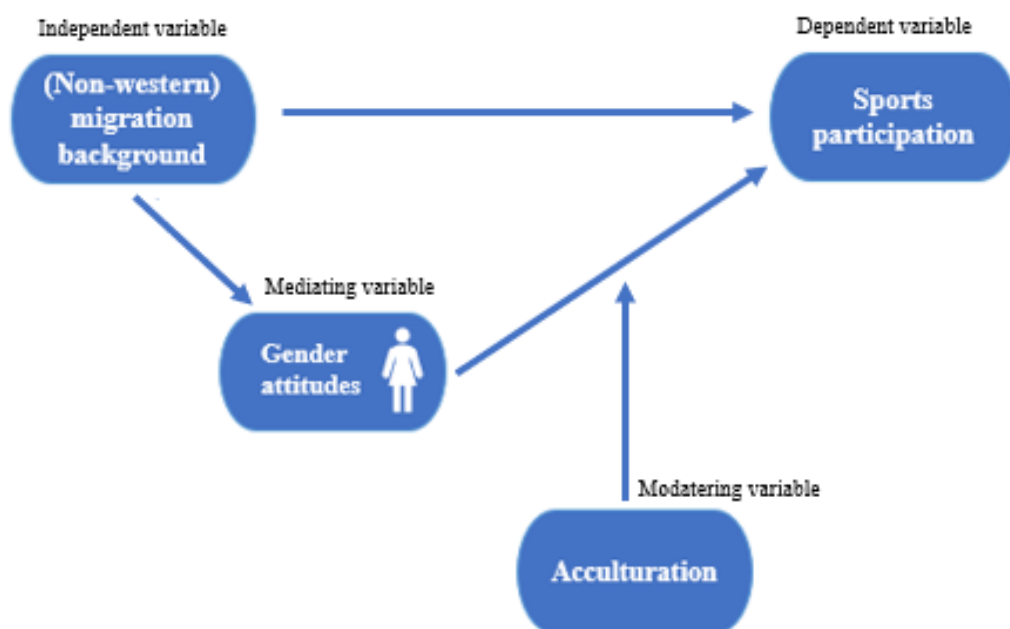 Independent variable
(Non-western)
migration
background
Dependent variable
Sports
participation
Mediating variable
Gender
attitudes
Modatering variable
Acculturation